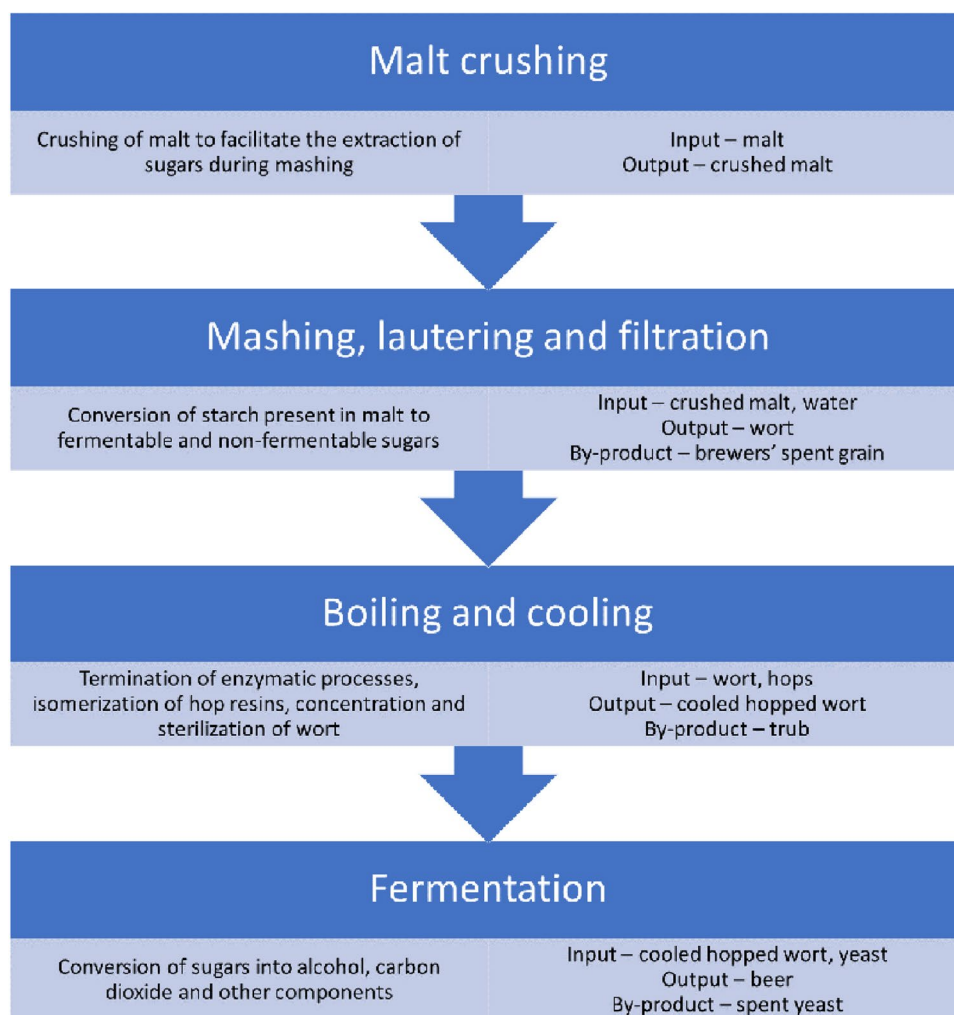 Malt crushing
Crushing of malt to facilitate the extraction of
sugars during mashing
Input – malt
Output – crushed malt
Mashing, lautering and filtration
Conversion of starch present in malt to
fermentable and non-fermentable sugars
Input – crushed malt, water
Output – wort
By-product – brewers’ spent grain
Boiling and cooling
Termination of enzymatic processes,
isomerization of hop resins, concentration and
sterilization of wort
Input – wort, hops
Output – cooled hopped wort
By-product – trub
Fermentation
Conversion of sugars into alcohol, carbon
dioxide and other components
Input – cooled hopped wort, yeast
Output – beer
By-product – spent yeast